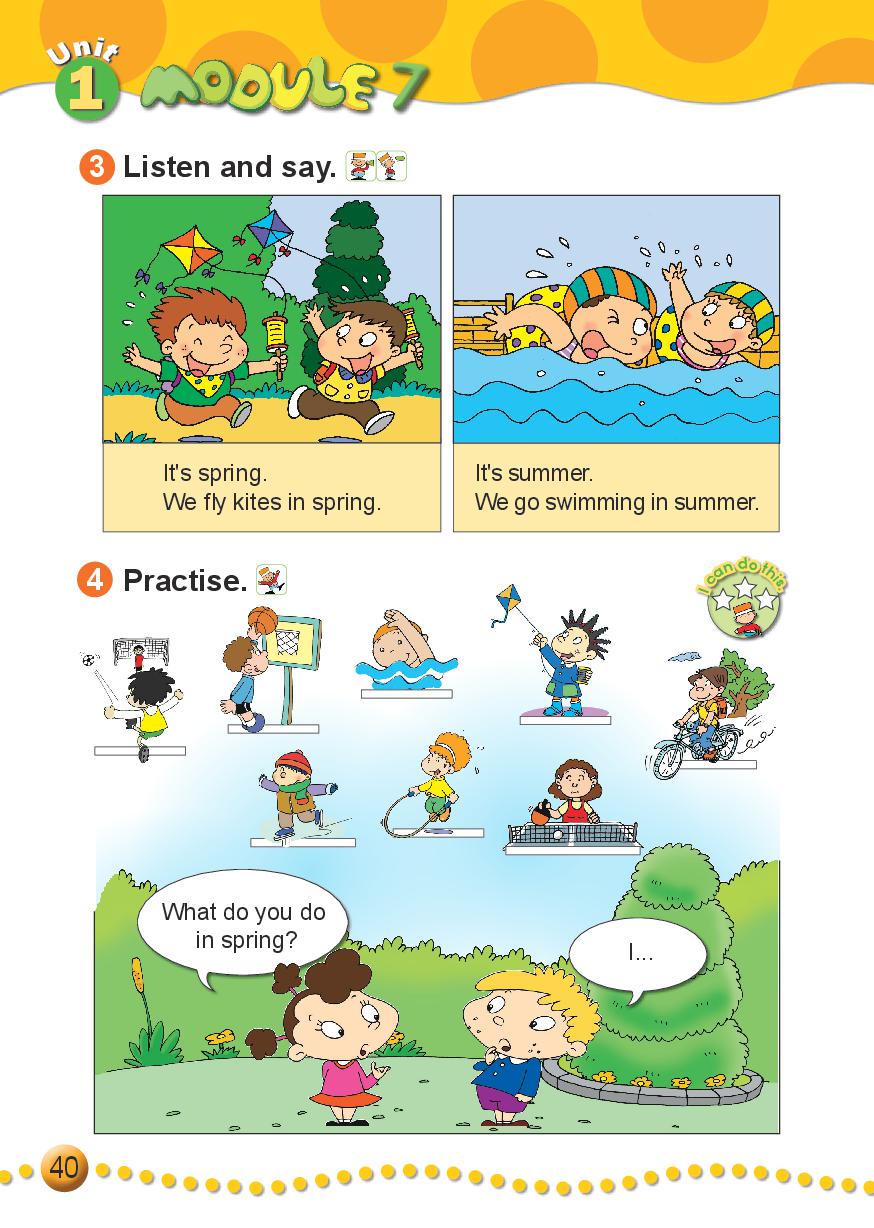 Unit
1 MODULE 7
3 Listen and say.
It's spring.
We fly kites in spring.
It's summer.
We go swimming in summer.
4 Practise.
I can do this.
What do you do
in spring?
I...
40